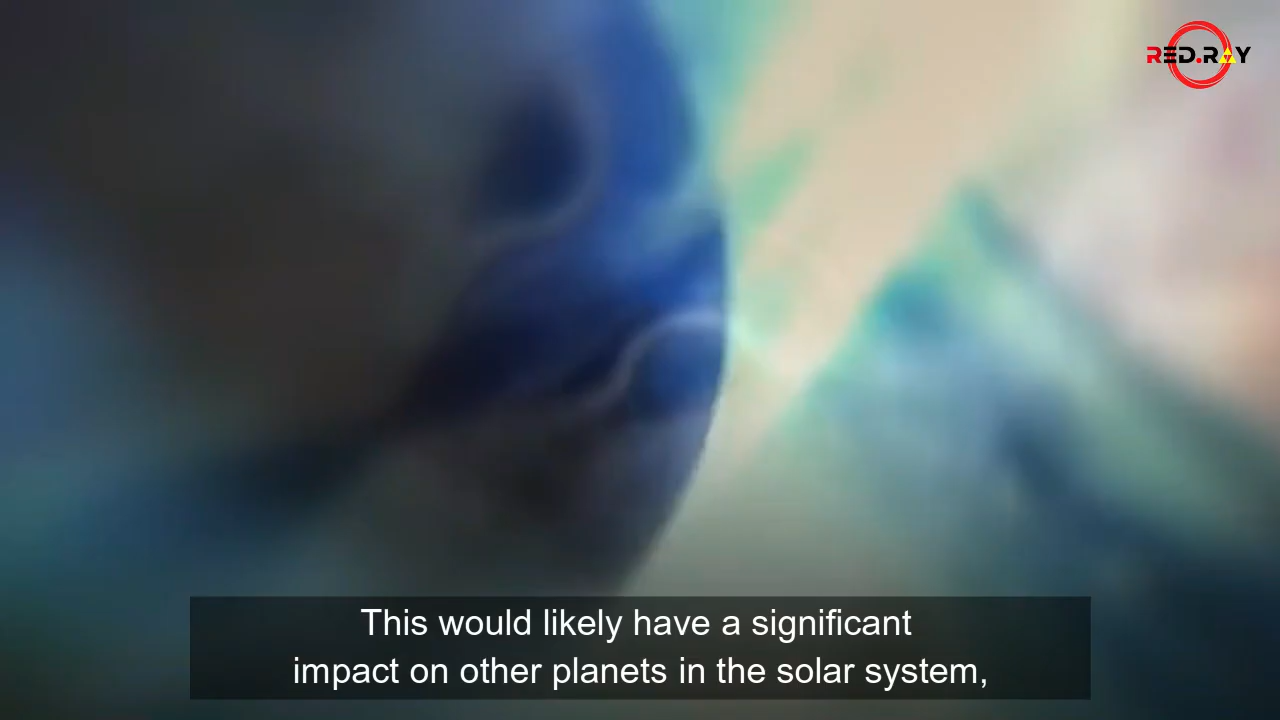 RED.RAY
This would likely have a significant
impact on other planets in the solar system,